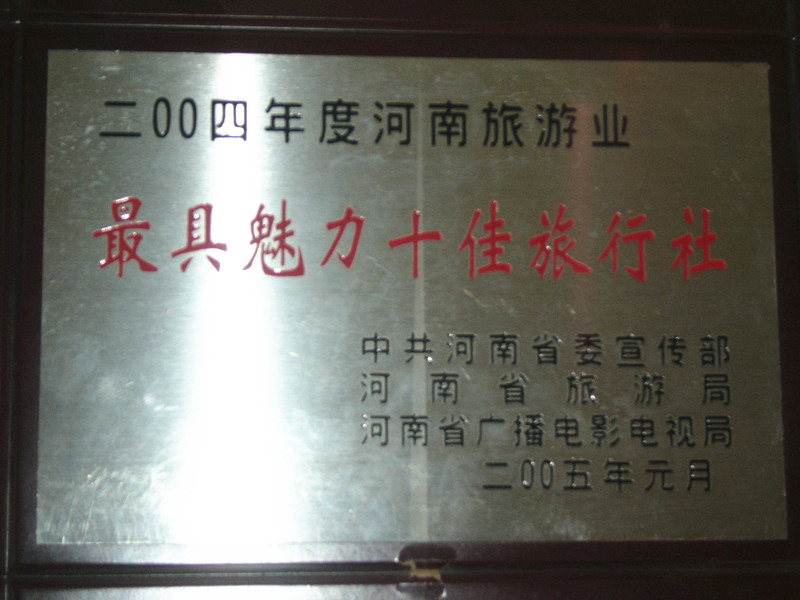 二00四年度河南旅游业
最具魅力十佳旅行社
中共河南省委宣传部
河南省旅游局
河南省广播电影电视局
二00五年元月